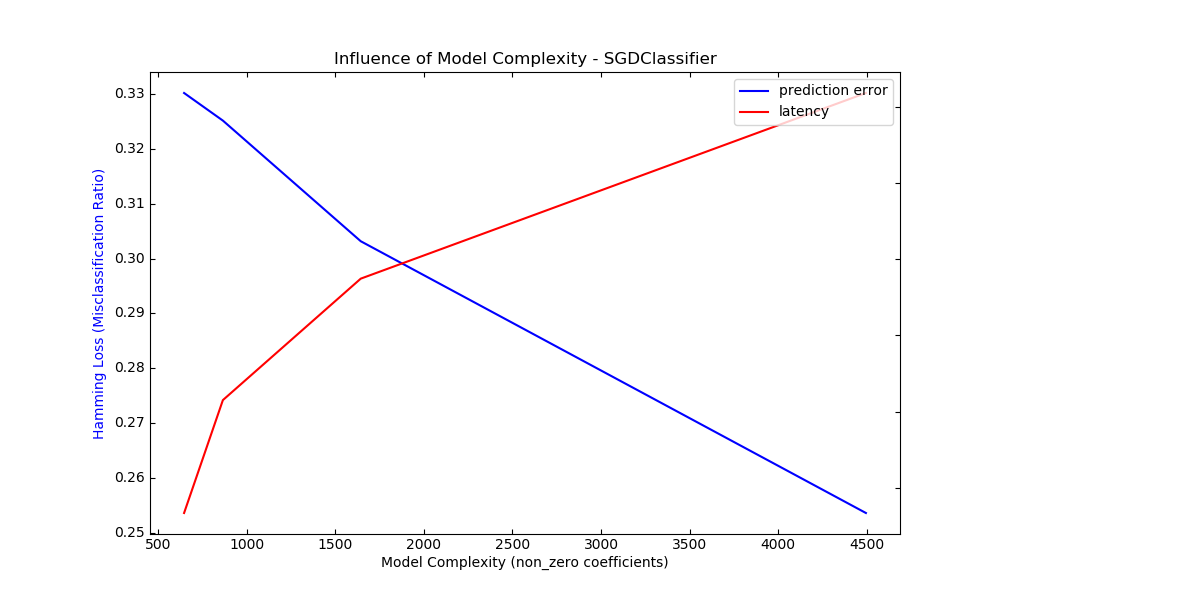 Influence of Model Complexity - SGDClassifier
prediction error
latency
0.33
0.32
0.31
0.30
0.29
0.28
0.27
0.26
0.25
Hamming Loss (Misclassification Ratio)
500 1000 1500 2000 2500 3000 3500 4000 4500
Model Complexity (non_zero coefficients)